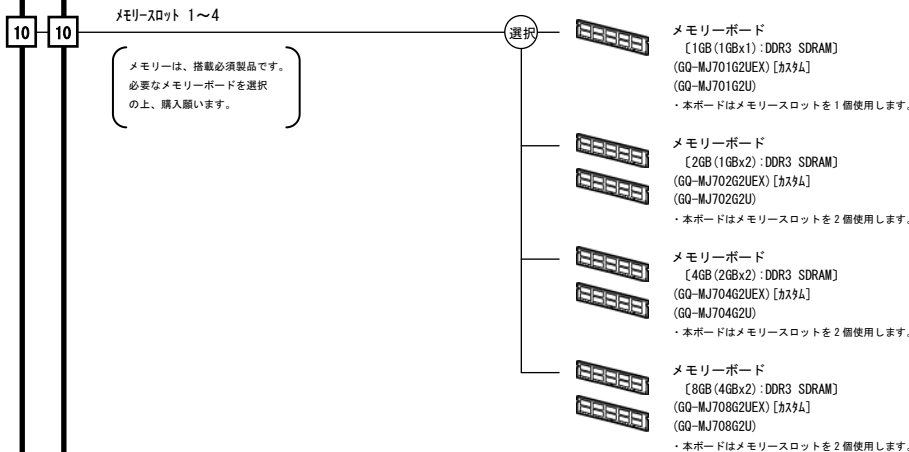 10
10
メモリースロット 1～4
メモリーは、搭載必須製品です。
必要なメモリーボードを選択
の上、購入願います。
選択
メモリーボード
〔1GB(1GBx1):DDR3 SDRAM〕
(GQ-MJ701G2UEX)[ｶｽﾀﾑ]
(GQ-MJ701G2U)
・本ボードはメモリースロットを1個使用します。
メモリーボード
〔2GB(1GBx2):DDR3 SDRAM〕
(GQ-MJ702G2UEX)[ｶｽﾀﾑ]
(GQ-MJ702G2U)
・本ボードはメモリースロットを2個使用します。
メモリーボード
〔4GB(2GBx2):DDR3 SDRAM〕
(GQ-MJ704G2UEX)[ｶｽﾀﾑ]
(GQ-MJ704G2U)
・本ボードはメモリースロットを2個使用します。
メモリーボード
〔8GB(4GBx2):DDR3 SDRAM〕
(GQ-MJ708G2UEX)[ｶｽﾀﾑ]
(GQ-MJ708G2U)
・本ボードはメモリースロットを2個使用します。